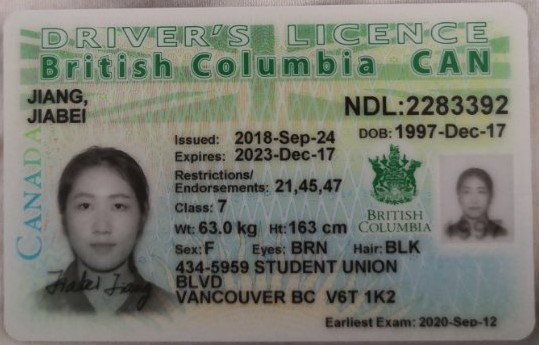 DRIVER'S LICENCE
British Columbia CAN
JIANG,
JIABEI
NDL:2283392
Issued: 2018-Sep-24
DOB: 1997-Dec-17
Expires: 2023-Dec-17
Restrictions/
Endorsements: 21,45,47
Class: 7
BRITISH
COLUMBIA
Wt: 63.0 kg Ht: 163 cm
Sex: F Eyes: BRN Hair: BLK
434-5959 STUDENT UNION
BLVD
VANCOUVER BC V6T 1K2
Earliest Exam: 2020-Sep-12
CANADA
Jiabei Jiang